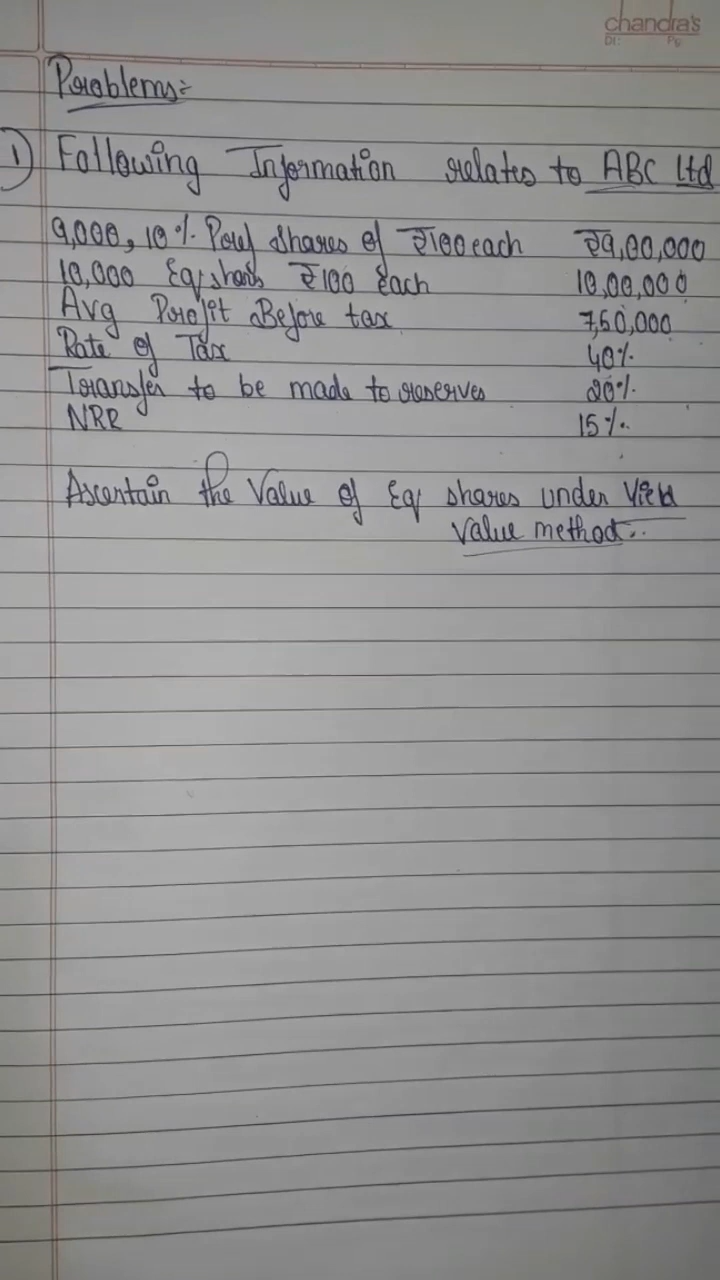 chandra's
Dt: Pg:
Problems:-
1) Following Information relates to ABC Ltd
9,000, 10% Pref shares of ₹100 each ₹9,00,000
10,000 Eq shares ₹100 Each 10,00,000
Avg Profit Before tax 7,50,000
Rate of Tax 40%
Transfer to be made to reserves 20%
NRR 15%
Ascertain the Value of Eq shares under Yield
Value method..